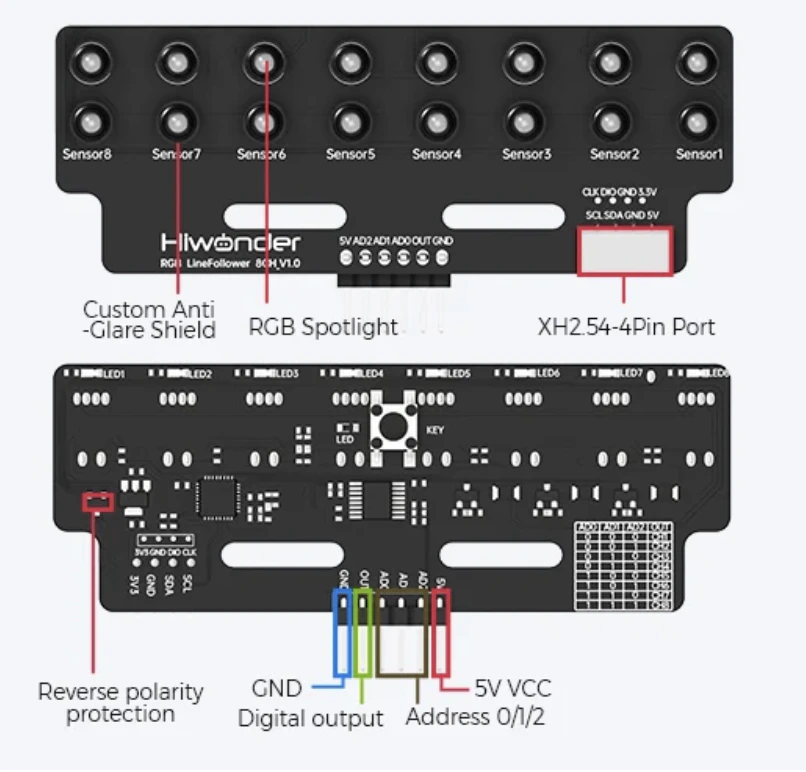 Sensor8 Sensor7 Sensor6 Sensor5 Sensor4 Sensor3 Sensor2 Sensor1
CLK DIO GND 3.3V
SCL SDA GND 5V
Hiwonder
RGB LineFollower 8CH_V1.0
5V AD2 AD1 AD0 OUT GND
Custom Anti
-Glare Shield
RGB Spotlight
XH2.54-4Pin Port
LED1 LED2 LED3 LED4 LED5 LED6 LED7
LED
KEY
3V3 GND DIO CLK
3V3 GND SDA SCL
AD0 AD1 AD2 OUT
Reverse polarity
protection
GND
Digital output
5V VCC
Address 0/1/2